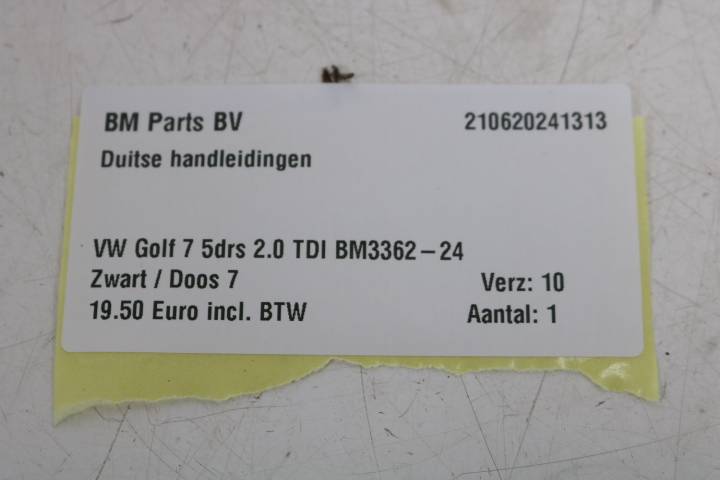 BM Parts BV 210620241313
Duitse handleidingen
VW Golf 7 5drs 2.0 TDI BM3362-24
Zwart / Doos 7 Verz: 10
19.50 Euro incl. BTW Aantal: 1